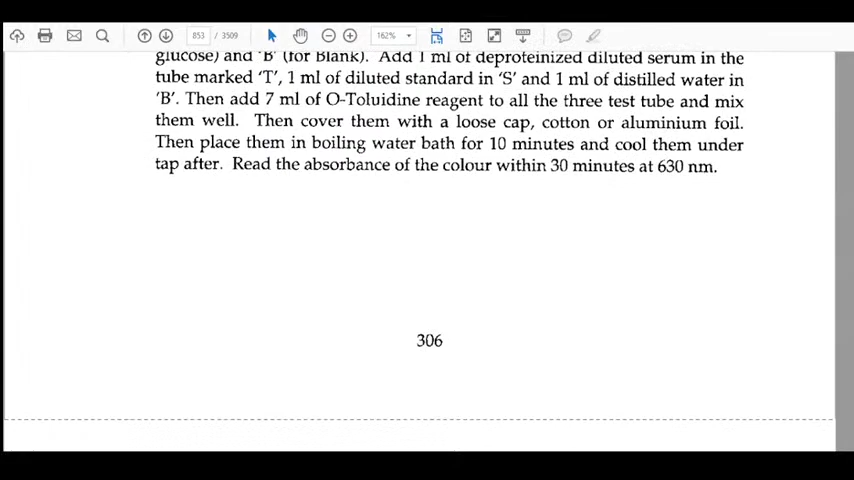 853 / 3509
162%
glucose) and 'B' (for Blank). Add 1 ml of deproteinized diluted serum in the
tube marked 'T', 1 ml of diluted standard in 'S' and 1 ml of distilled water in
'B'. Then add 7 ml of O-Toluidine reagent to all the three test tube and mix
them well. Then cover them with a loose cap, cotton or aluminium foil.
Then place them in boiling water bath for 10 minutes and cool them under
tap after. Read the absorbance of the colour within 30 minutes at 630 nm.
306